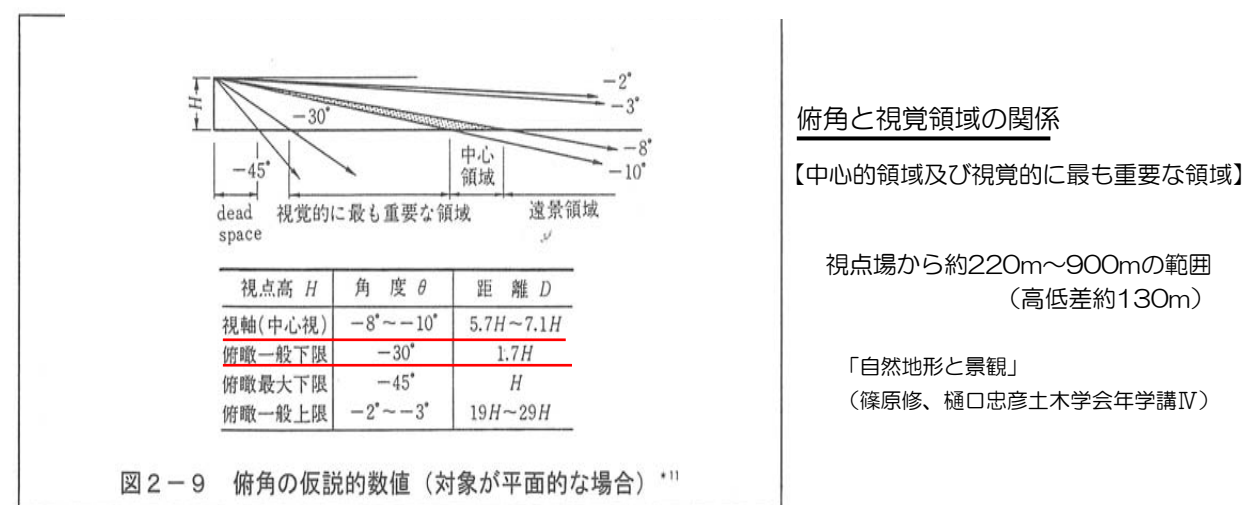 −2°
−3°
H
−30°
−8°
−45°
中心
領域
−10°
dead
space
視覚的に最も重要な領域
遠景領域
視点高 H 角 度 θ 距 離 D
視軸(中心視) −8°~−10° 5.7H~7.1H
俯瞰一般下限 −30° 1.7H
俯瞰最大下限 −45° H
俯瞰一般上限 −2°~−3° 19H~29H
図2−9 俯角の仮説的数値（対象が平面的な場合）*11
俯角と視覚領域の関係
【中心的領域及び視覚的に最も重要な領域】
視点場から約220m～900mの範囲
（高低差約130m）
「自然地形と景観」
（篠原修、樋口忠彦土木学会年学講Ⅳ）